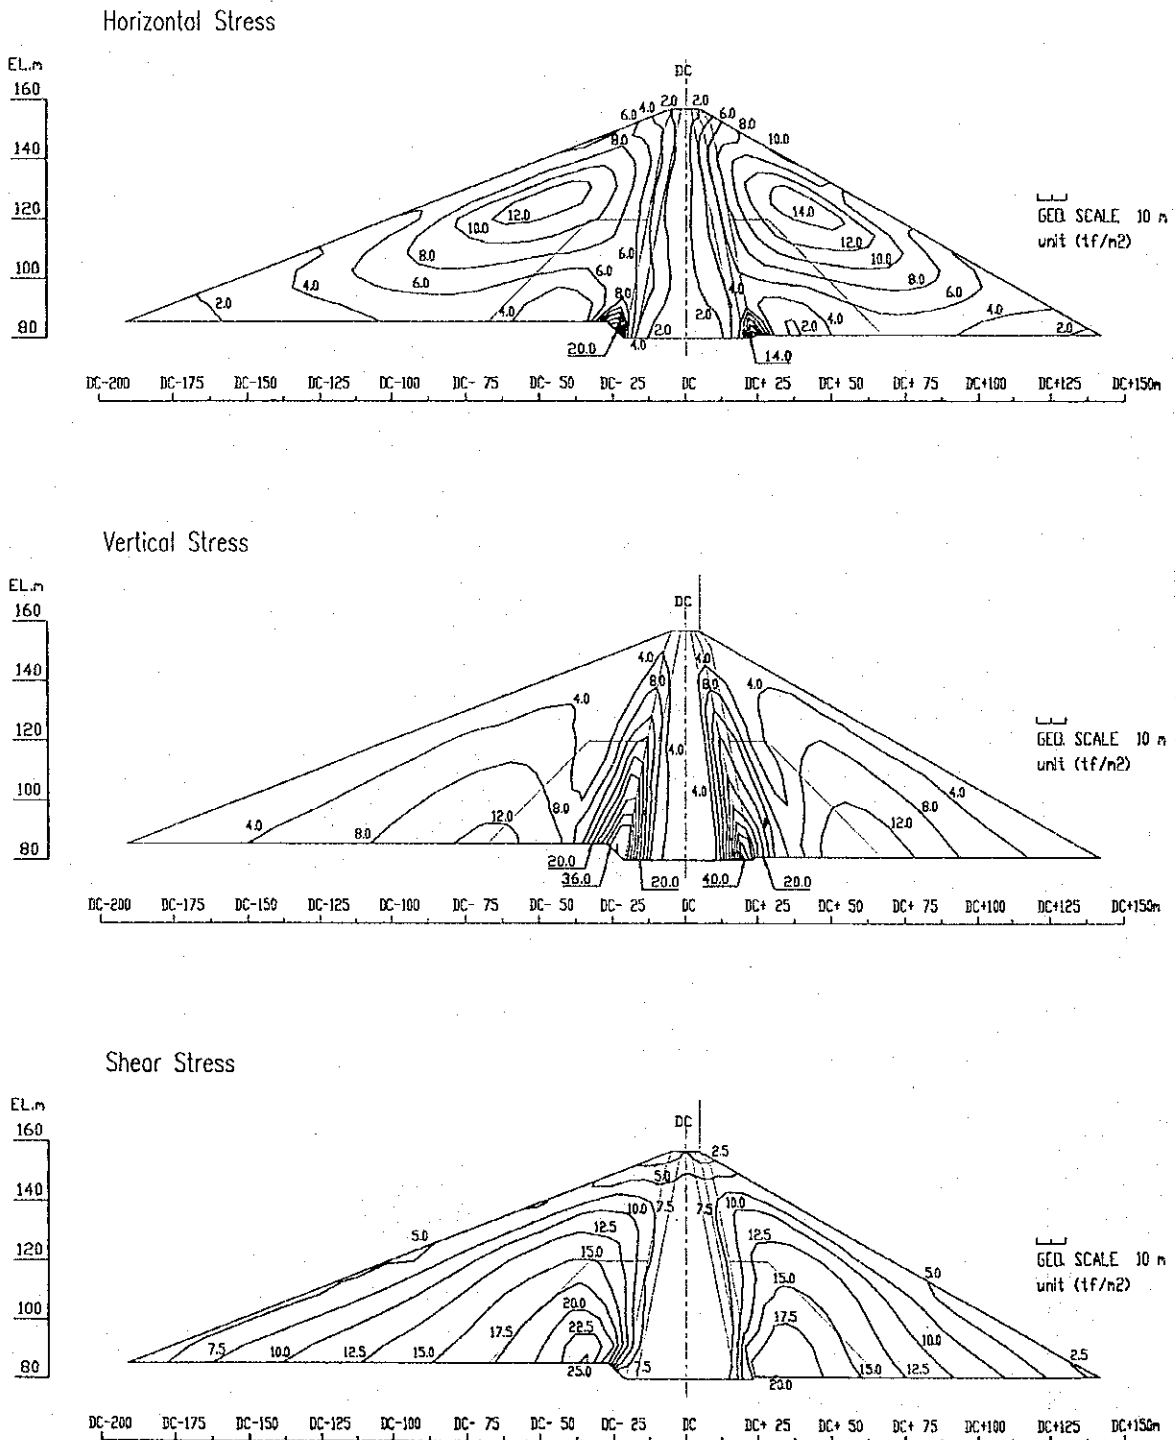 Horizontal Stress
EL.m
160
140
120
100
80
DC
6.0 4.0 2.0 2.0 6.0
8.0 8.0 10.0
12.0 14.0
10.0 12.0
8.0 6.0 10.0
6.0 6.0 4.0 8.0 6.0
4.0 8.0
2.0 4.0 2.0 2.0 2.0 4.0 4.0 2.0
20.0 4.0 14.0
GEO. SCALE 10 m
unit (tf/m2)
DC-200 DC-175 DC-150 DC-125 DC-100 DC- 75 DC- 50 DC- 25 DC DC+ 25 DC+ 50 DC+ 75 DC+100 DC+125 DC+150m
Vertical Stress
EL.m
160
140
120
100
80
DC
4.0 4.0
8.0 8.0 4.0
4.0
4.0
4.0 4.0
4.0 8.0 12.0 8.0 12.0 8.0
20.0
36.0 20.0 40.0 20.0
GEO. SCALE 10 m
unit (tf/m2)
DC-200 DC-175 DC-150 DC-125 DC-100 DC- 75 DC- 50 DC- 25 DC DC+ 25 DC+ 50 DC+ 75 DC+100 DC+125 DC+150m
Shear Stress
EL.m
160
140
120
100
80
DC
2.5
5.0
10.0 7.5 7.5 10.0
5.0 12.5 12.5
15.0 15.0 5.0
20.0 17.5
17.5 22.5 10.0
7.5 10.0 12.5 15.0 25.0 7.5 20.0 15.0 12.5 2.5
GEO. SCALE 10 m
unit (tf/m2)
DC-200 DC-175 DC-150 DC-125 DC-100 DC- 75 DC- 50 DC- 25 DC DC+ 25 DC+ 50 DC+ 75 DC+100 DC+125 DC+150m